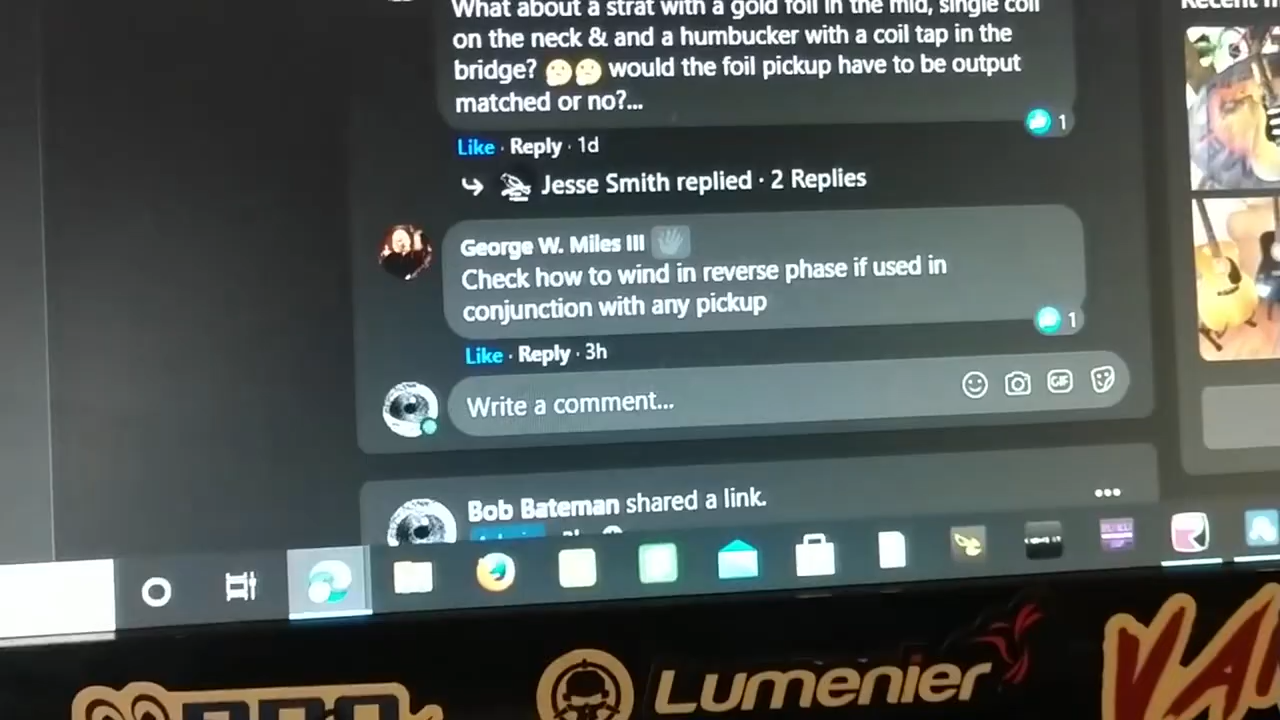 What about a strat with a gold foil in the mid, single coil
on the neck & and a humbucker with a coil tap in the
bridge? 🤔🤔 would the foil pickup have to be output
matched or no?...
1
Like · Reply · 1d
Jesse Smith replied · 2 Replies
George W. Miles III
Check how to wind in reverse phase if used in
conjunction with any pickup
1
Like · Reply · 3h
Write a comment...
GIF
Bob Bateman shared a link.
Lumenier